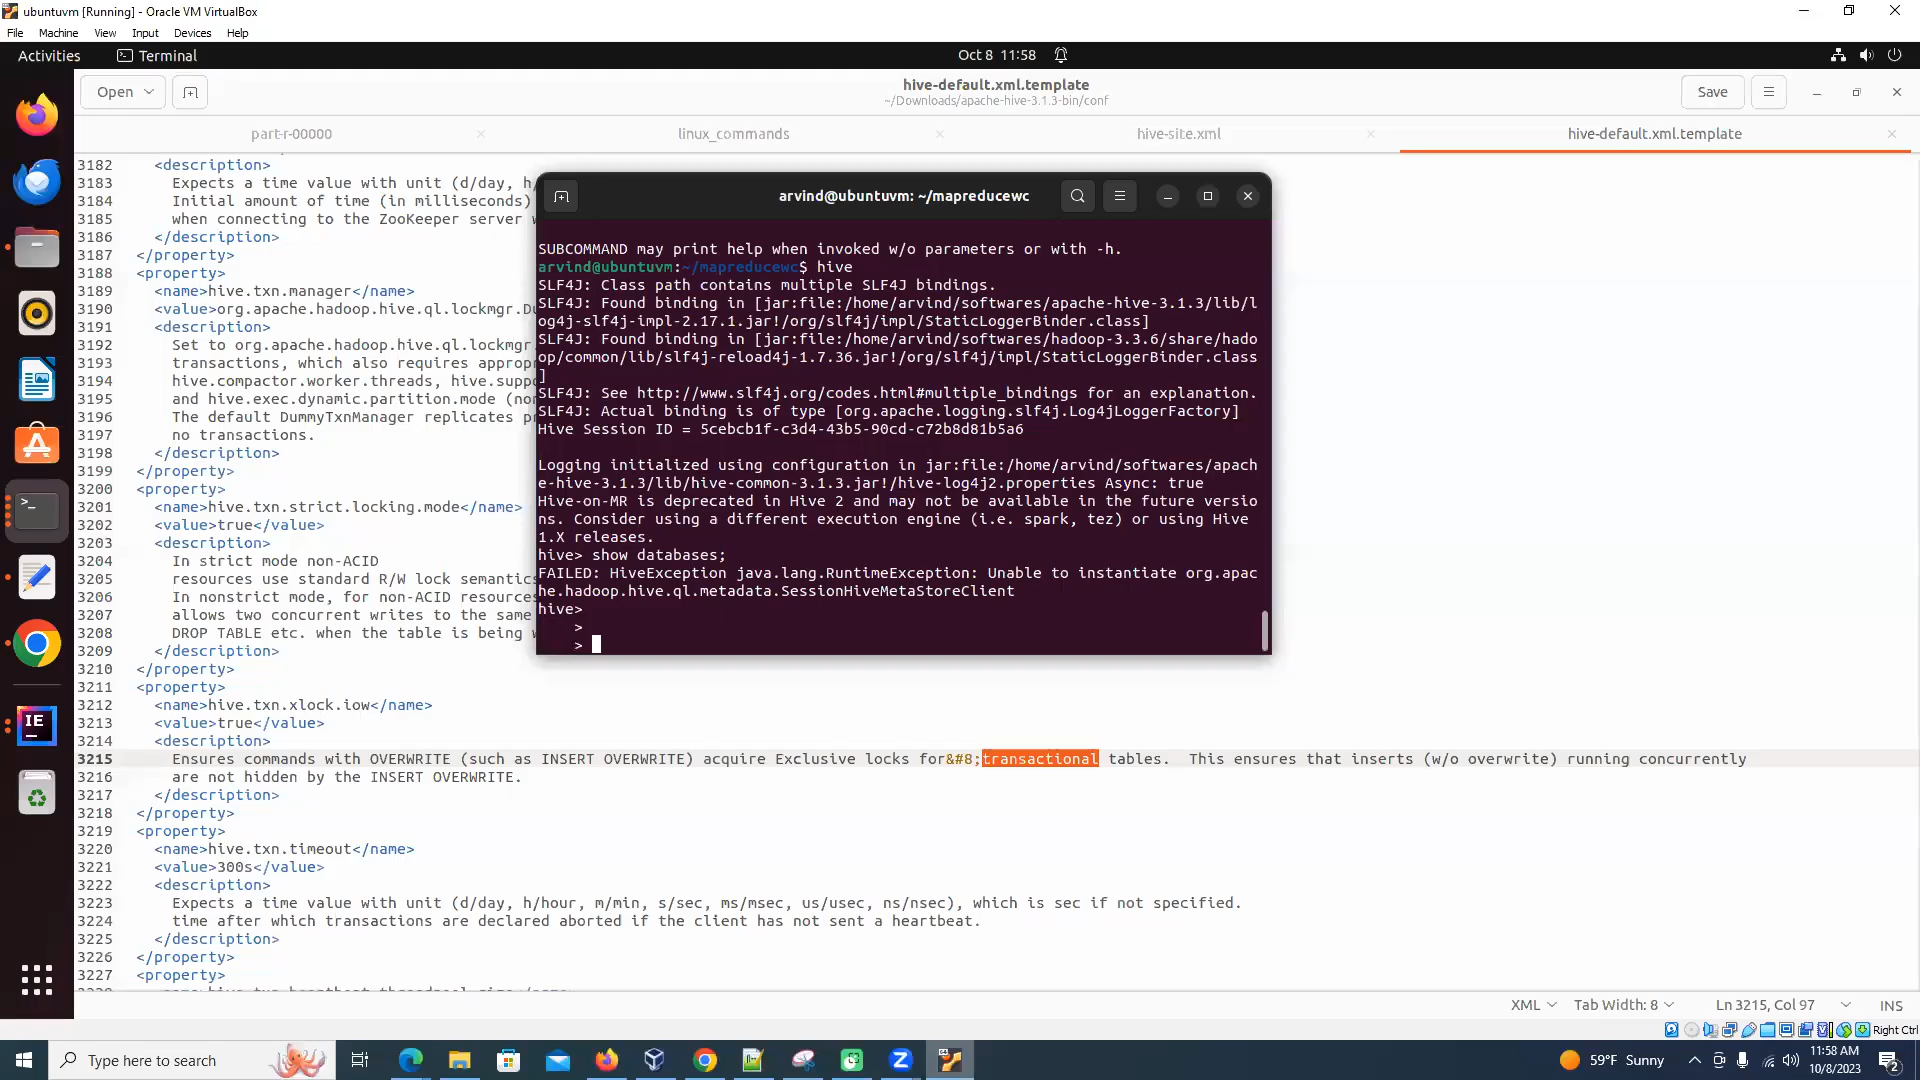 ubuntuvm [Running] - Oracle VM VirtualBox
File Machine View Input Devices Help
Activities Terminal Oct 8 11:58
Open hive-default.xml.template Save
~/Downloads/apache-hive-3.1.3-bin/conf
part-r-00000 linux_commands hive-site.xml hive-default.xml.template
arvind@ubuntuvm: ~/mapreducewc
SUBCOMMAND may print help when invoked w/o parameters or with -h.
arvind@ubuntuvm:~/mapreducewc$ hive
SLF4J: Class path contains multiple SLF4J bindings.
SLF4J: Found binding in [jar:file:/home/arvind/softwares/apache-hive-3.1.3/lib/l
og4j-slf4j-impl-2.17.1.jar!/org/slf4j/impl/StaticLoggerBinder.class]
SLF4J: Found binding in [jar:file:/home/arvind/softwares/hadoop-3.3.6/share/hado
op/common/lib/slf4j-reload4j-1.7.36.jar!/org/slf4j/impl/StaticLoggerBinder.class
]
SLF4J: See http://www.slf4j.org/codes.html#multiple_bindings for an explanation.
SLF4J: Actual binding is of type [org.apache.logging.slf4j.Log4jLoggerFactory]
Hive Session ID = 5cebcb1f-c3d4-43b5-90cd-c72b8d81b5a6
Logging initialized using configuration in jar:file:/home/arvind/softwares/apach
e-hive-3.1.3/lib/hive-common-3.1.3.jar!/hive-log4j2.properties Async: true
Hive-on-MR is deprecated in Hive 2 and may not be available in the future versio
ns. Consider using a different execution engine (i.e. spark, tez) or using Hive
1.X releases.
hive> show databases;
FAILED: HiveException java.lang.RuntimeException: Unable to instantiate org.apac
he.hadoop.hive.ql.metadata.SessionHiveMetaStoreClient
hive>
>
>
3182 <description>
3183 Expects a time value with unit (d/day, h/
3184 Initial amount of time (in milliseconds)
3185 when connecting to the ZooKeeper server
3186 </description>
3187 </property>
3188 <property>
3189 <name>hive.txn.manager</name>
3190 <value>org.apache.hadoop.hive.ql.lockmgr.Du
3191 <description>
3192 Set to org.apache.hadoop.hive.ql.lockmgr.
3193 transactions, which also requires approp
3194 hive.compactor.worker.threads, hive.supp
3195 and hive.exec.dynamic.partition.mode (no
3196 The default DummyTxnManager replicates p
3197 no transactions.
3198 </description>
3199 </property>
3200 <property>
3201 <name>hive.txn.strict.locking.mode</name>
3202 <value>true</value>
3203 <description>
3204 In strict mode non-ACID
3205 resources use standard R/W lock semantics
3206 In nonstrict mode, for non-ACID resources
3207 allows two concurrent writes to the same
3208 DROP TABLE etc. when the table is being
3209 </description>
3210 </property>
3211 <property>
3212 <name>hive.txn.xlock.iow</name>
3213 <value>true</value>
3214 <description>
3215 Ensures commands with OVERWRITE (such as INSERT OVERWRITE) acquire Exclusive locks for&#8;transactional tables.  This ensures that inserts (w/o overwrite) running concurrently
3216 are not hidden by the INSERT OVERWRITE.
3217 </description>
3218 </property>
3219 <property>
3220 <name>hive.txn.timeout</name>
3221 <value>300s</value>
3222 <description>
3223 Expects a time value with unit (d/day, h/hour, m/min, s/sec, ms/msec, us/usec, ns/nsec), which is sec if not specified.
3224 time after which transactions are declared aborted if the client has not sent a heartbeat.
3225 </description>
3226 </property>
3227 <property>
XML Tab Width: 8 Ln 3215, Col 97 INS
Right Ctrl
Type here to search 59°F Sunny 11:58 AM
10/8/2023
2